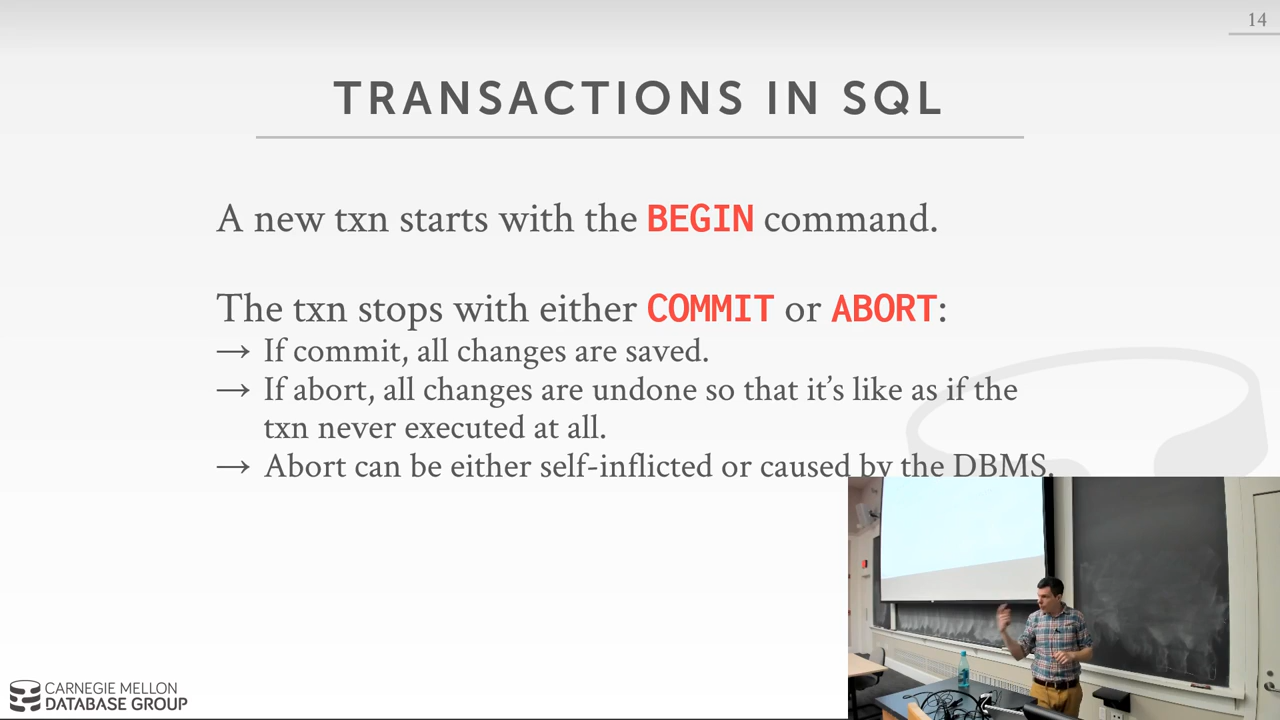 14
TRANSACTIONS IN SQL
A new txn starts with the BEGIN command.
The txn stops with either COMMIT or ABORT:
→ If commit, all changes are saved.
→ If abort, all changes are undone so that it’s like as if the
txn never executed at all.
→ Abort can be either self-inflicted or caused by the DBMS.
CARNEGIE MELLON
DATABASE GROUP